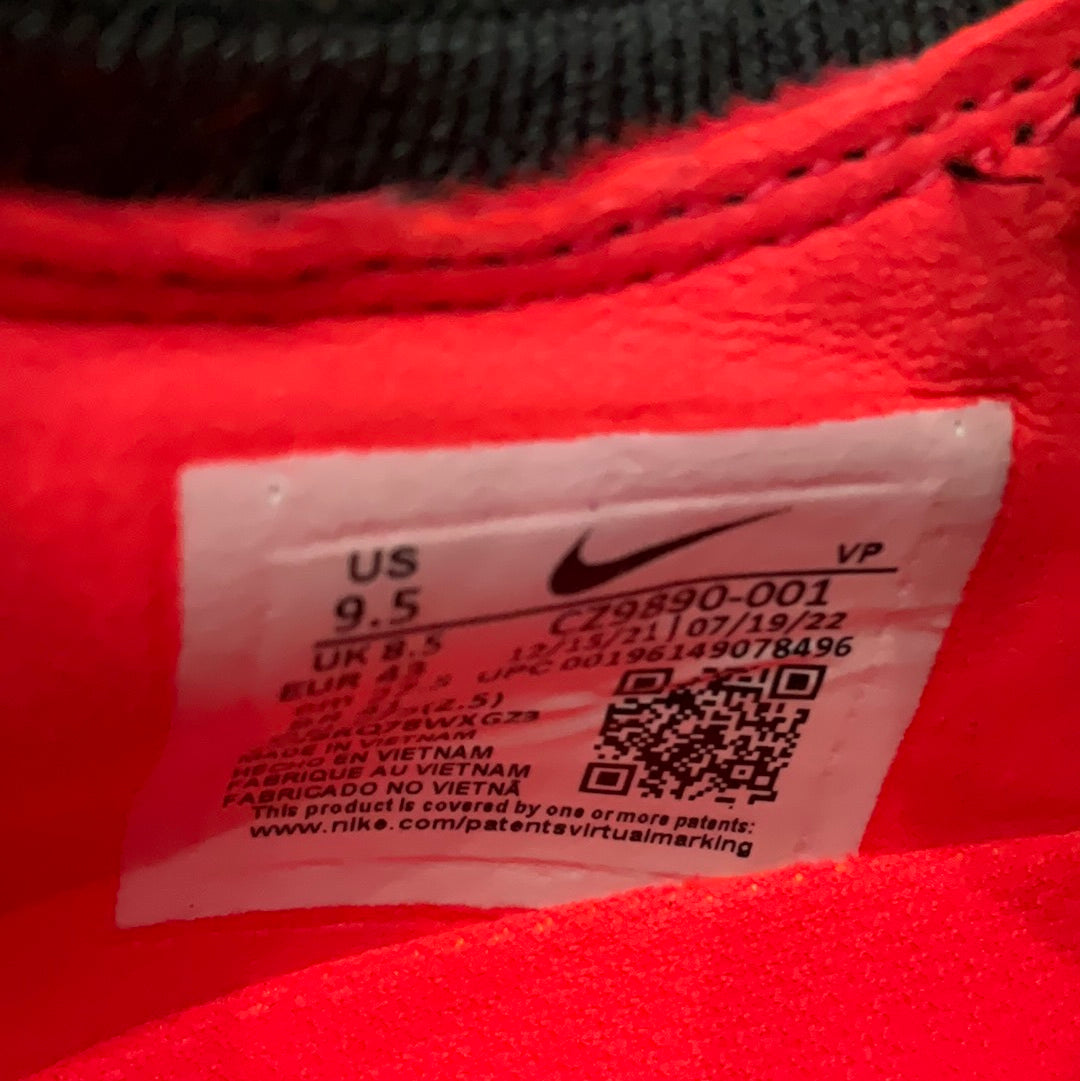 US
9.5
VP
CZ9890-001
UK 8.5
12/15/21 | 07/19/22
EUR 43
UPC 00196149078496
MADE IN VIETNAM
HECHO EN VIETNAM
FABRIQUE AU VIETNAM
FABRICADO NO VIETNÃ
This product is covered by one or more patents:
www.nike.com/patentsvirtualmarking